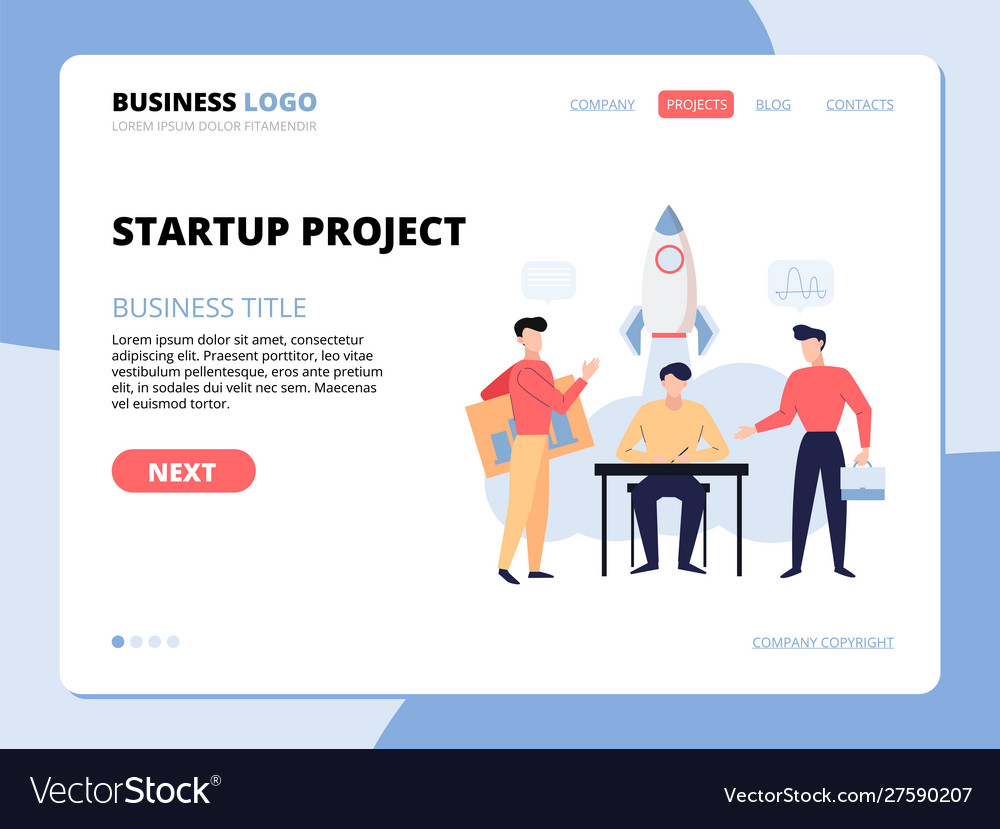 BUSINESS LOGO
LOREM IPSUM DOLOR FITAMENDIR
COMPANY
PROJECTS
BLOG
CONTACTS
STARTUP PROJECT
BUSINESS TITLE
Lorem ipsum dolor sit amet, consectetur
adipiscing elit. Praesent porttitor, leo vitae
vestibulum pellentesque, eros ante pretium
elit, in sodales dui velit nec sem. Maecenas
vel euismod tortor.
NEXT
COMPANY COPYRIGHT
VectorStock®
VectorStock.com/27590207